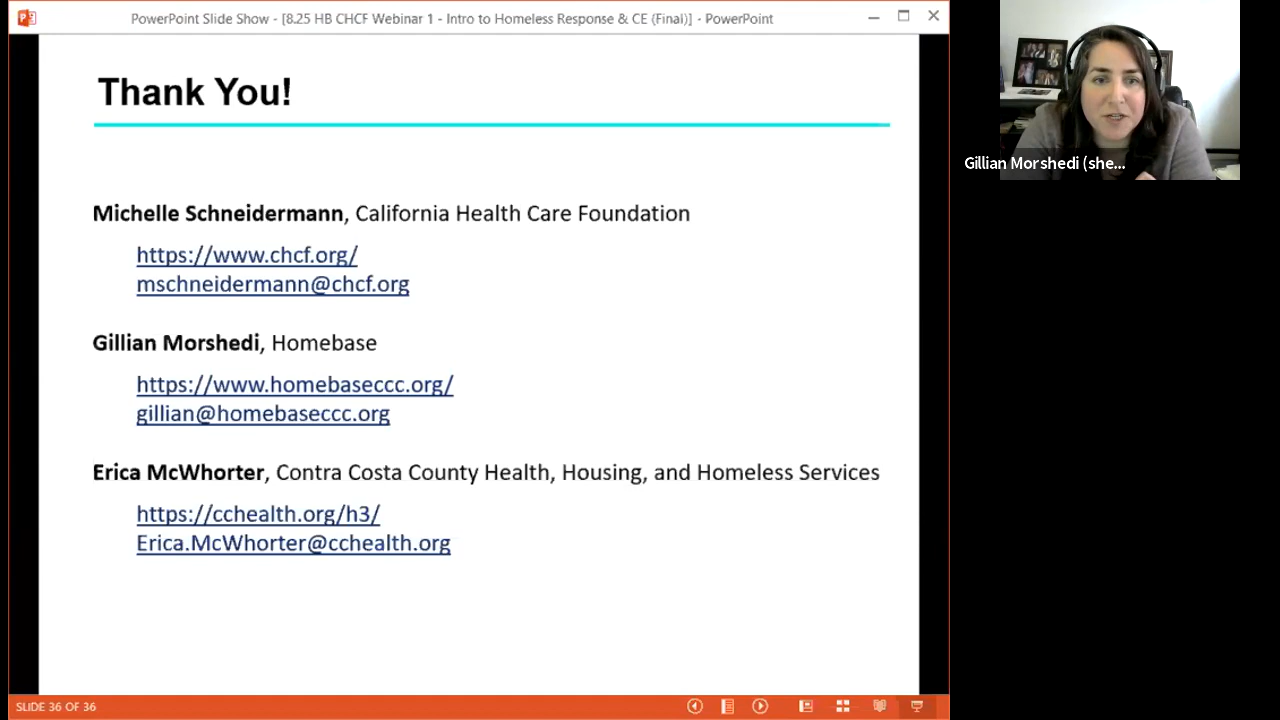 PowerPoint Slide Show - [8.25 HB CHCF Webinar 1 - Intro to Homeless Response & CE (Final)] - PowerPoint
Thank You!
Michelle Schneidermann, California Health Care Foundation
https://www.chcf.org/
mschneidermann@chcf.org
Gillian Morshedi, Homebase
https://www.homebaseccc.org/
gillian@homebaseccc.org
Erica McWhorter, Contra Costa County Health, Housing, and Homeless Services
https://cchealth.org/h3/
Erica.McWhorter@cchealth.org
SLIDE 36 OF 36
Gillian Morshedi (she...